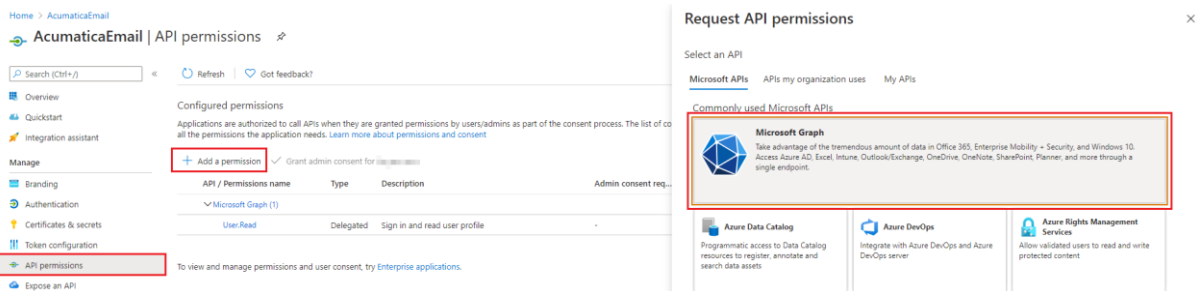 Home > AcumaticaEmail
AcumaticaEmail | API permissions
Search (Ctrl+/)
«
Overview
Quickstart
Integration assistant
Manage
Branding
Authentication
Certificates & secrets
Token configuration
API permissions
Expose an API
Refresh
Got feedback?
Configured permissions
Applications are authorized to call APIs when they are granted permissions by users/admins as part of the consent process. The list of co
all the permissions the application needs. Learn more about permissions and consent
+ Add a permission
Grant admin consent for
API / Permissions name Type Description Admin consent req...
Microsoft Graph (1)
User.Read Delegated Sign in and read user profile -
To view and manage permissions and user consent, try Enterprise applications.
Request API permissions
Select an API
Microsoft APIs APIs my organization uses My APIs
Commonly used Microsoft APIs
Microsoft Graph
Take advantage of the tremendous amount of data in Office 365, Enterprise Mobility + Security, and Windows 10.
Access Azure AD, Excel, Intune, Outlook/Exchange, OneDrive, OneNote, SharePoint, Planner, and more through a
single endpoint.
Azure Data Catalog
Programmatic access to Data Catalog
resources to register, annotate and
search data assets
Azure DevOps
Integrate with Azure DevOps and Azure
DevOps server
Azure Rights Management
Services
Allow validated users to read and write
protected content